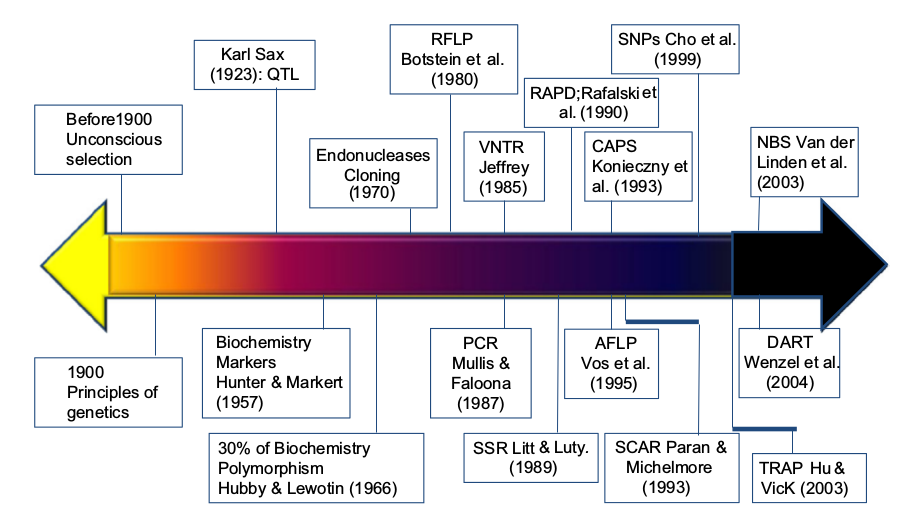 Karl Sax
(1923): QTL
RFLP
Botstein et al.
(1980)
SNPs Cho et al.
(1999)
RAPD;Rafalski et
al. (1990)
Before1900
Unconscious
selection
Endonucleases
Cloning
(1970)
VNTR
Jeffrey
(1985)
CAPS
Konieczny et
al. (1993)
NBS Van der
Linden et al.
(2003)
1900
Principles of
genetics
Biochemistry
Markers
Hunter & Markert
(1957)
PCR
Mullis &
Faloona
(1987)
AFLP
Vos et al.
(1995)
DART
Wenzel et al.
(2004)
30% of Biochemistry
Polymorphism
Hubby & Lewotin (1966)
SSR Litt & Luty.
(1989)
SCAR Paran &
Michelmore
(1993)
TRAP Hu &
VicK (2003)